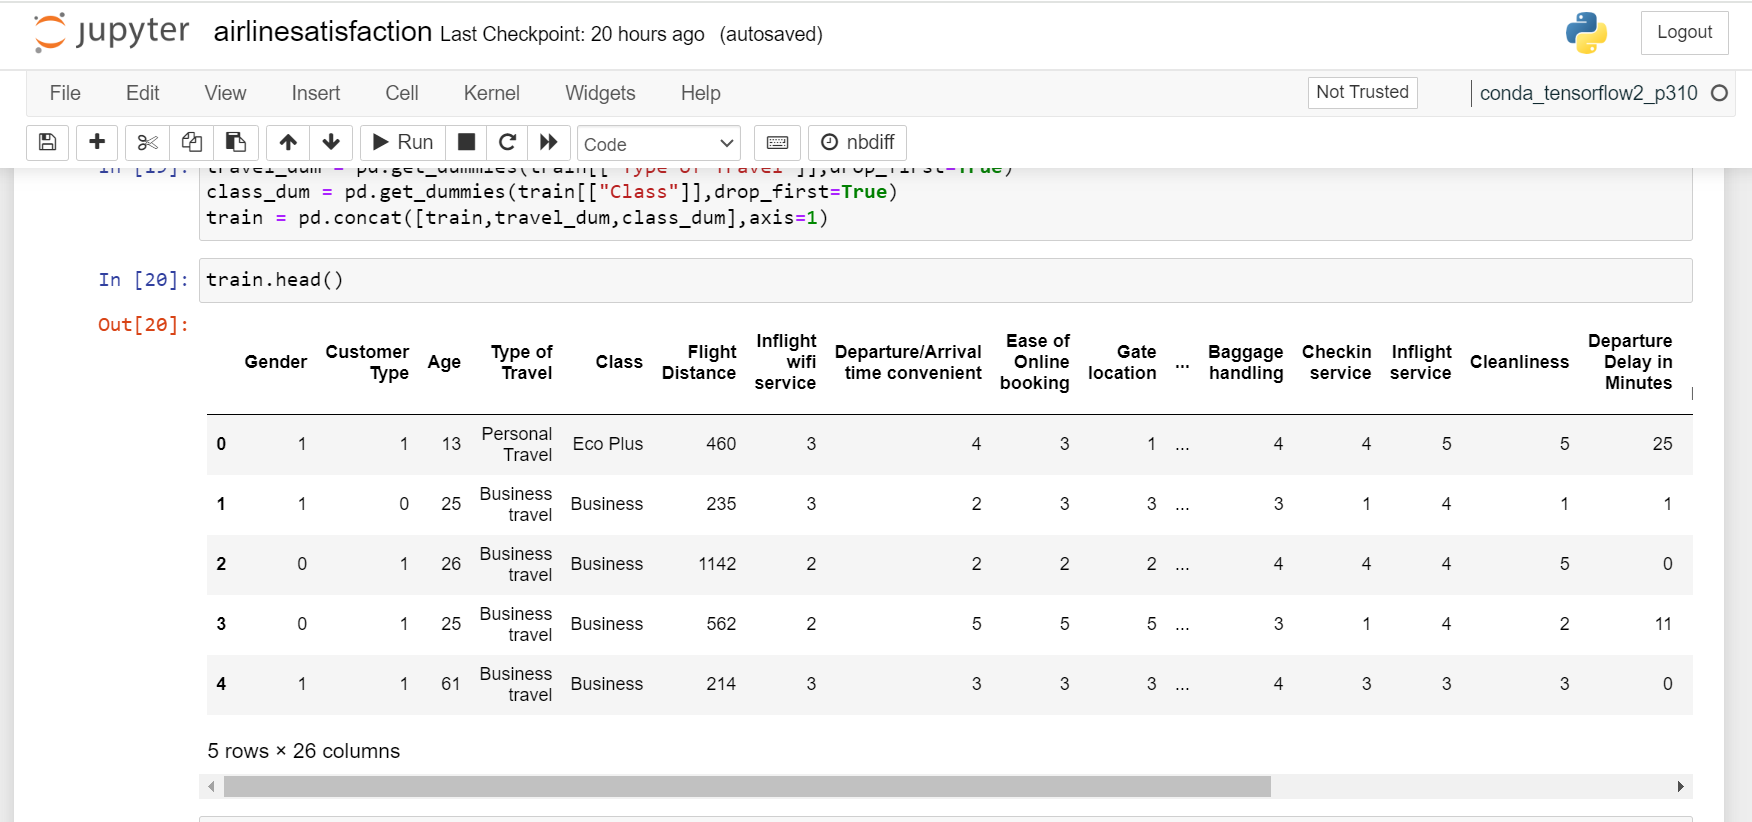 jupyter airlinesatisfaction Last Checkpoint: 20 hours ago (autosaved)
Logout
File Edit View Insert Cell Kernel Widgets Help
Not Trusted
conda_tensorflow2_p310
Run
Code
nbdiff
In [19]: travel_dum = pd.get_dummies(train[["Type of Travel"]],drop_first=True)
class_dum = pd.get_dummies(train[["Class"]],drop_first=True)
train = pd.concat([train,travel_dum,class_dum],axis=1)
In [20]: train.head()
Out[20]:
Gender Customer Type Age Type of Travel Class Flight Distance Inflight wifi service Departure/Arrival time convenient Ease of Online booking Gate location ... Baggage handling Checkin service Inflight service Cleanliness Departure Delay in Minutes
0 1 1 13 Personal Travel Eco Plus 460 3 4 3 1 ... 4 4 5 5 25
1 1 0 25 Business travel Business 235 3 2 3 3 ... 3 1 4 1 1
2 0 1 26 Business travel Business 1142 2 2 2 2 ... 4 4 4 5 0
3 0 1 25 Business travel Business 562 2 5 5 5 ... 3 1 4 2 11
4 1 1 61 Business travel Business 214 3 3 3 3 ... 4 3 3 3 0
5 rows × 26 columns